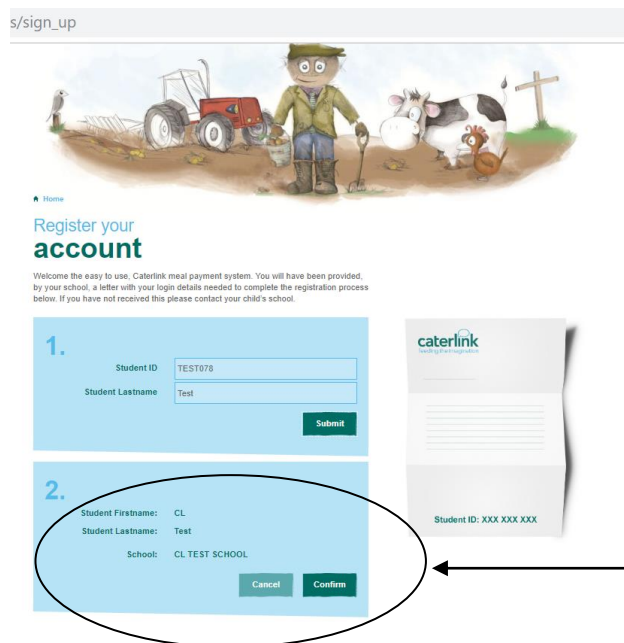 s/sign_up
Home
Register your
account
Welcome the easy to use, Caterlink meal payment system. You will have been provided,
by your school, a letter with your login details needed to complete the registration process
below. If you have not received this please contact your child's school.
1.
Student ID TEST078
Student Lastname Test
Submit
2.
Student Firstname: CL
Student Lastname: Test
School: CL TEST SCHOOL
Cancel Confirm
caterlink
feeding the imagination
Student ID: XXX XXX XXX